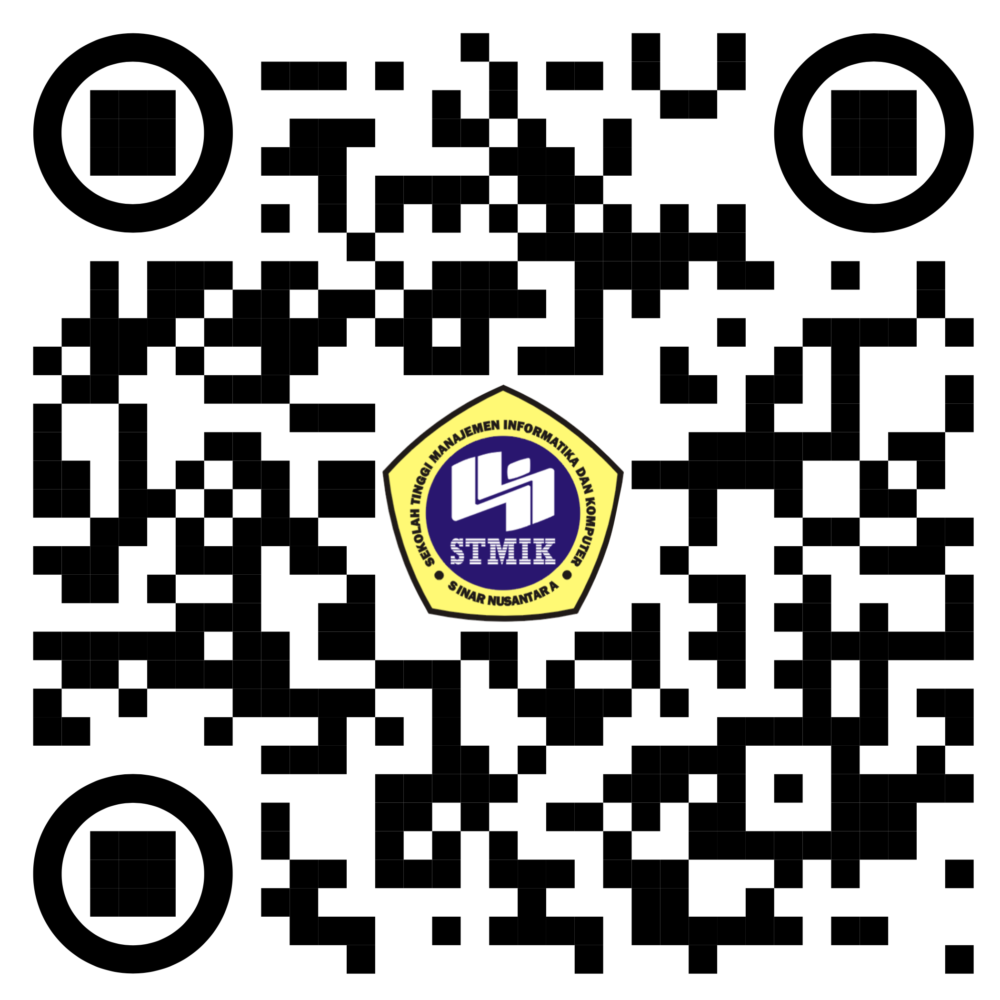 SEKOLAH TINGGI MANAJEMEN INFORMATIKA DAN KOMPUTER
STMIK
• SINAR NUSANTARA •